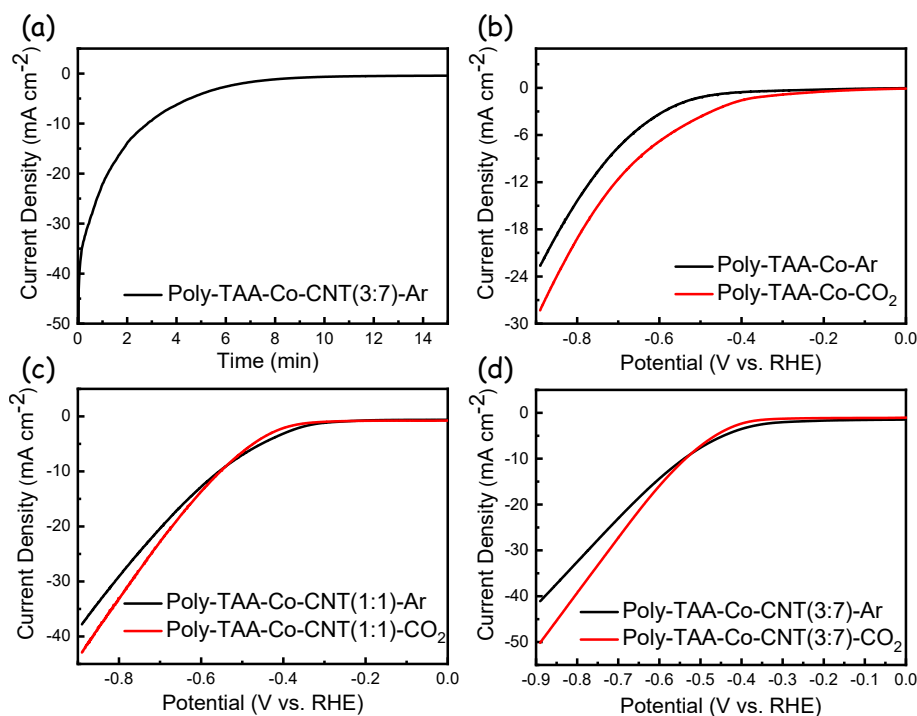 (a)
Current Density (mA cm-2)
0
-10
-20
-30
-40
-50
Poly-TAA-Co-CNT(3:7)-Ar
0 2 4 6 8 10 12 14
Time (min)
(b)
Current Density (mA cm-2)
0
-6
-12
-18
-24
-30
Poly-TAA-Co-Ar
Poly-TAA-Co-CO2
-0.8 -0.6 -0.4 -0.2 0.0
Potential (V vs. RHE)
(c)
Current Density (mA cm-2)
0
-10
-20
-30
-40
Poly-TAA-Co-CNT(1:1)-Ar
Poly-TAA-Co-CNT(1:1)-CO2
-0.8 -0.6 -0.4 -0.2 0.0
Potential (V vs. RHE)
(d)
Current Density (mA cm-2)
0
-10
-20
-30
-40
-50
Poly-TAA-Co-CNT(3:7)-Ar
Poly-TAA-Co-CNT(3:7)-CO2
-0.9 -0.8 -0.7 -0.6 -0.5 -0.4 -0.3 -0.2 -0.1 0.0
Potential (V vs. RHE)